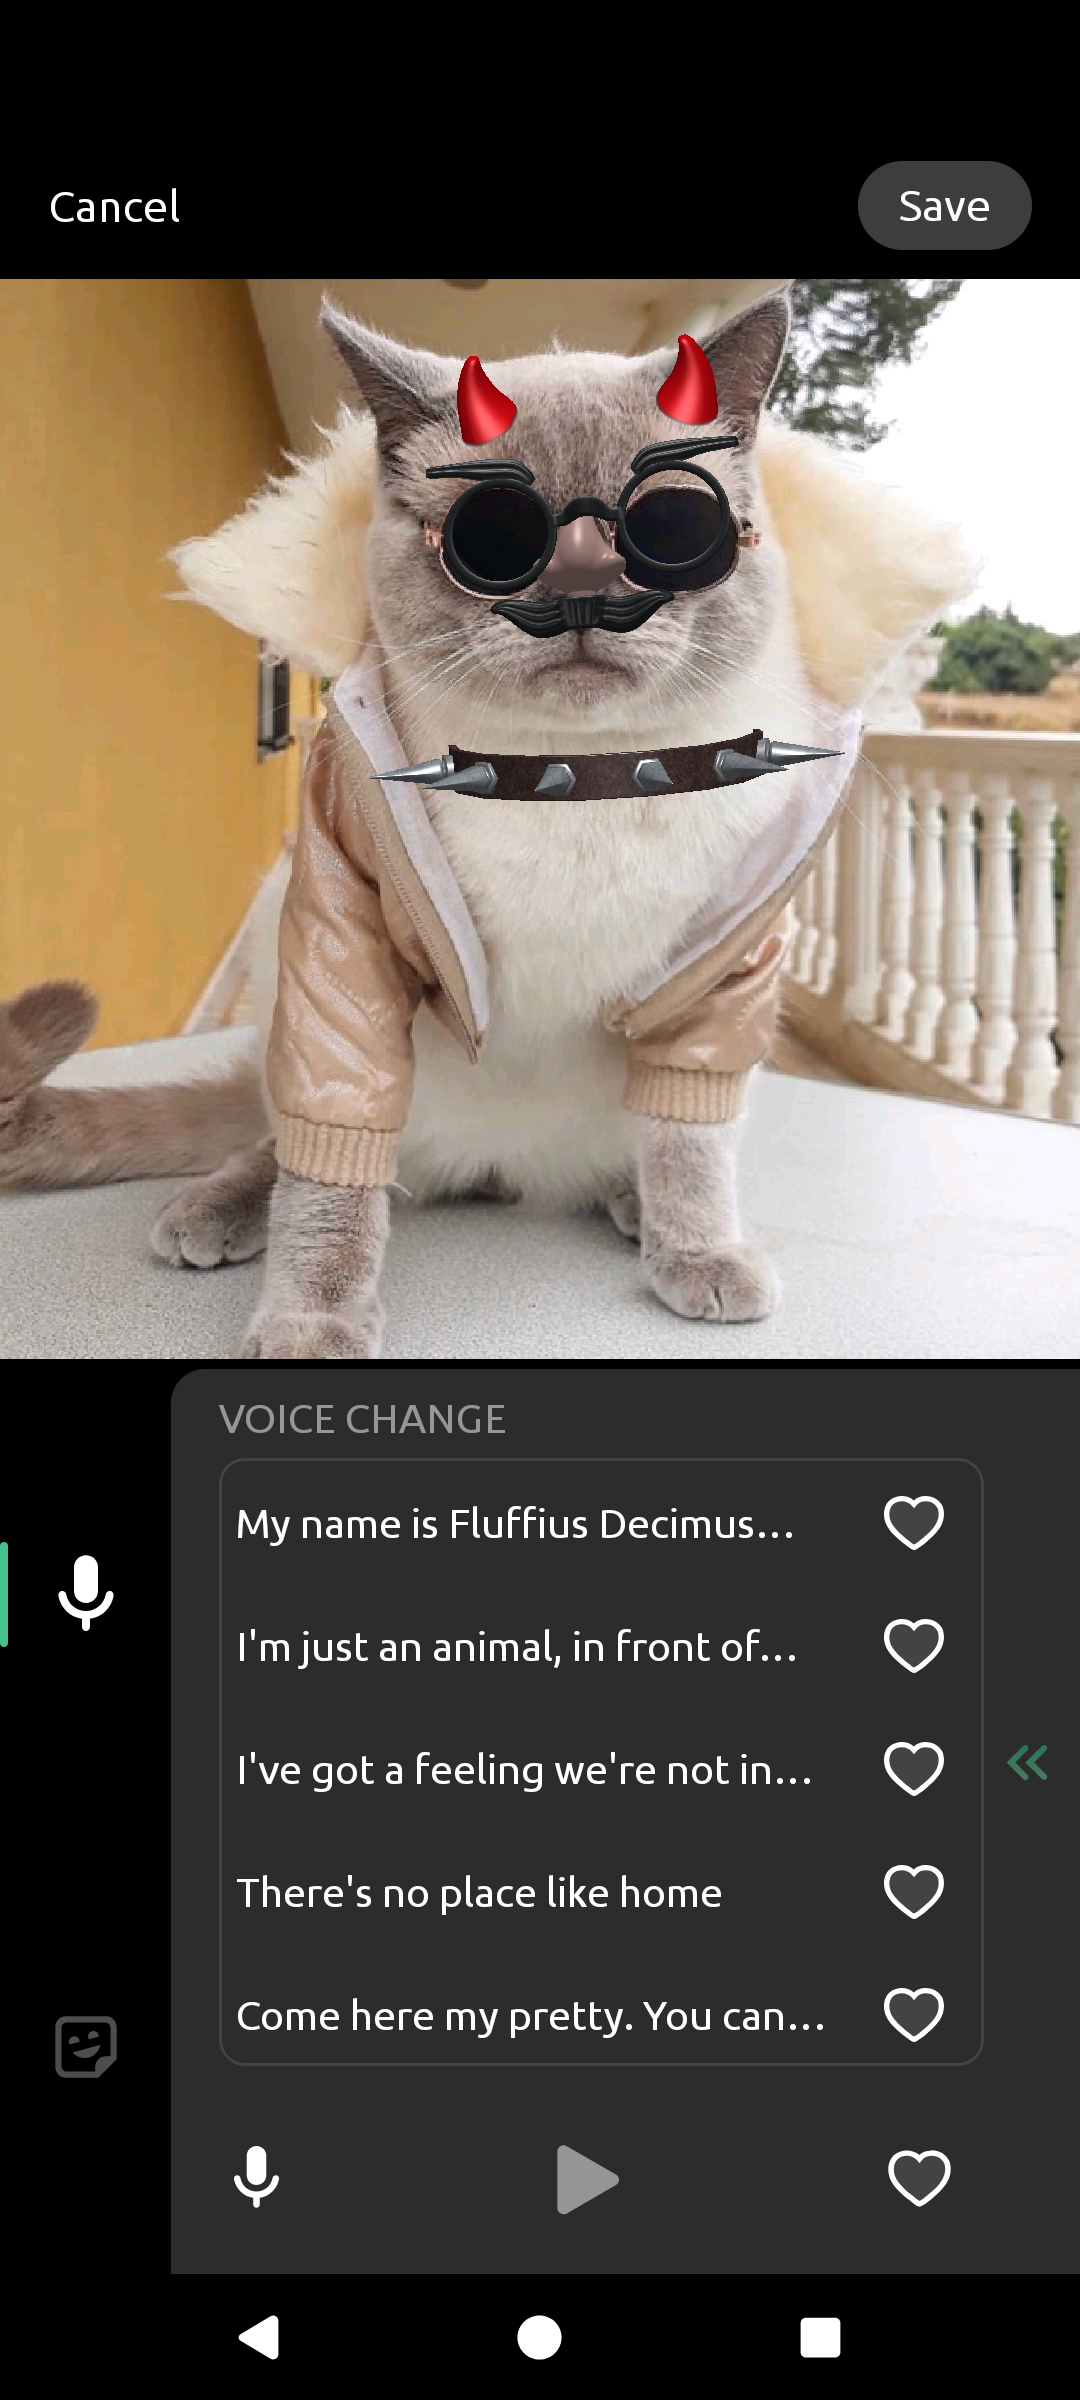 Cancel
Save
VOICE CHANGE
My name is Fluffius Decimus...
I'm just an animal, in front of...
I've got a feeling we're not in...
There's no place like home
Come here my pretty. You can...